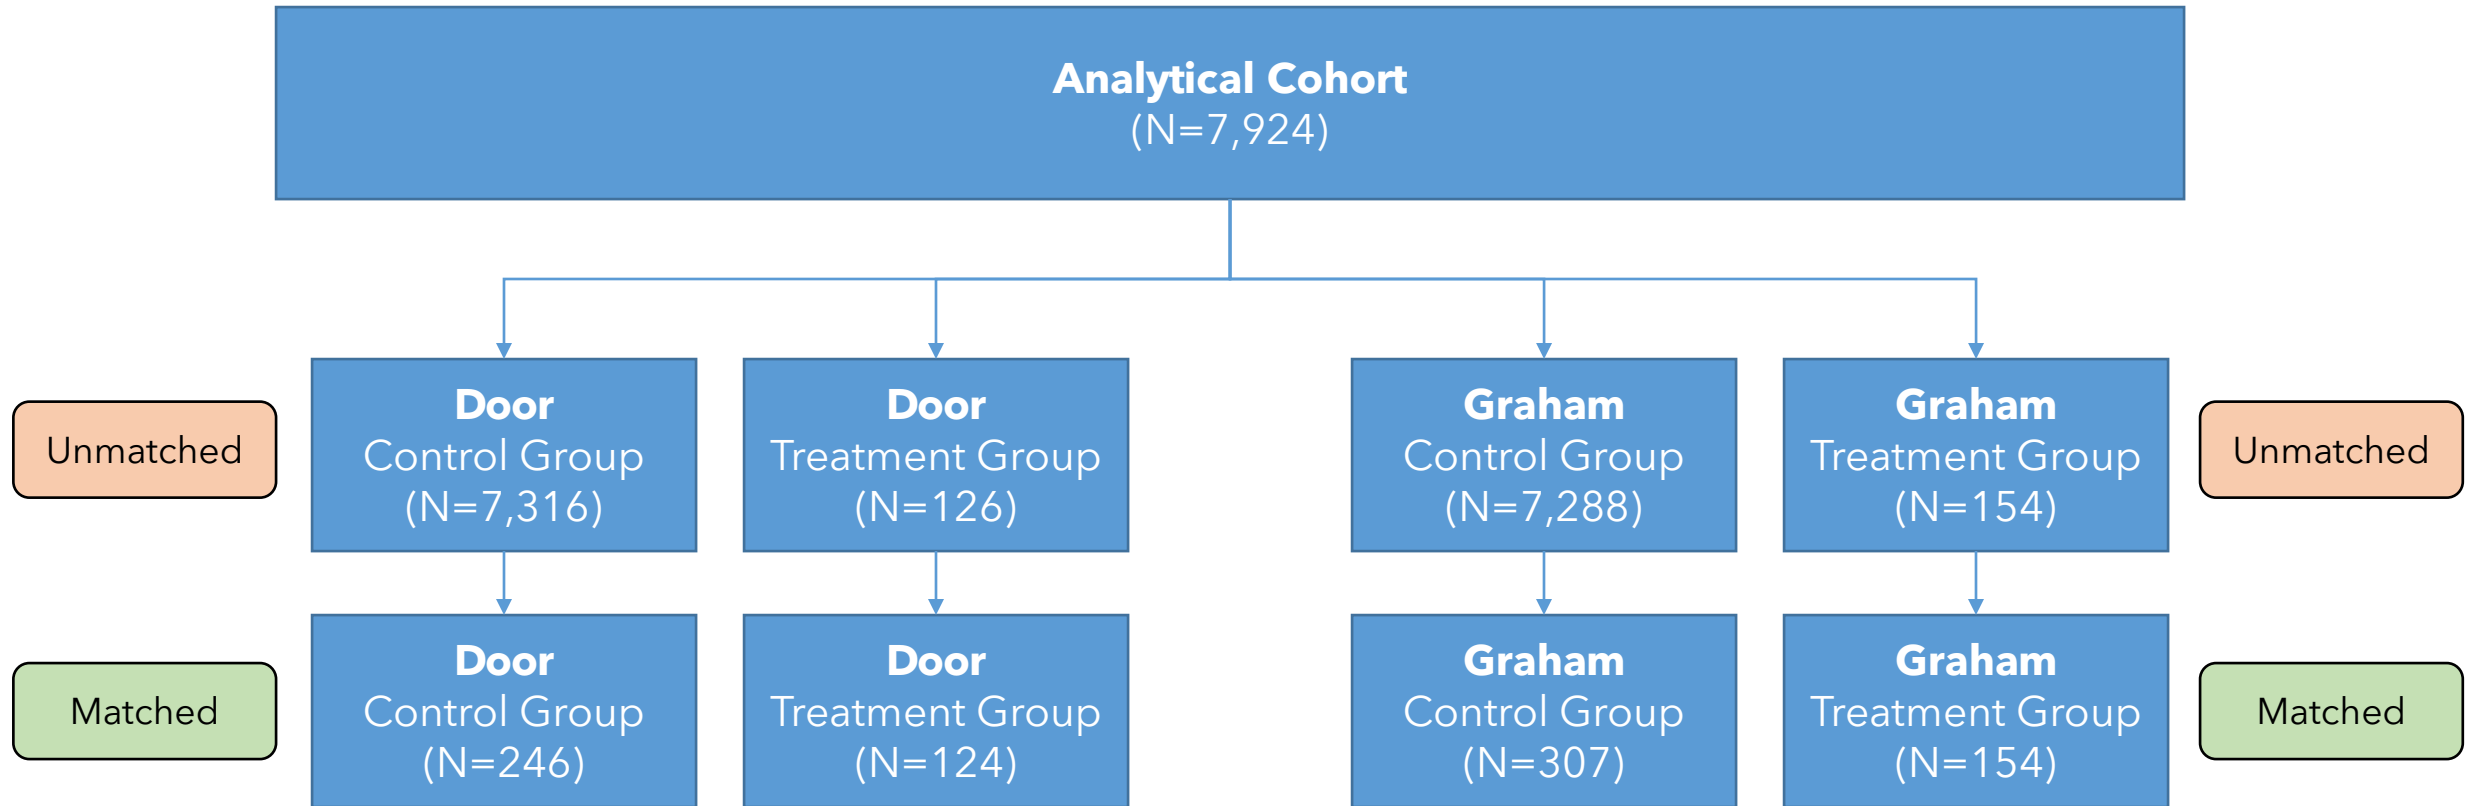 Analytical Cohort
(N=7,924)
Unmatched
Door
Control Group
(N=7,316)
Door
Treatment Group
(N=126)
Graham
Control Group
(N=7,288)
Graham
Treatment Group
(N=154)
Unmatched
Matched
Door
Control Group
(N=246)
Door
Treatment Group
(N=124)
Graham
Control Group
(N=307)
Graham
Treatment Group
(N=154)
Matched